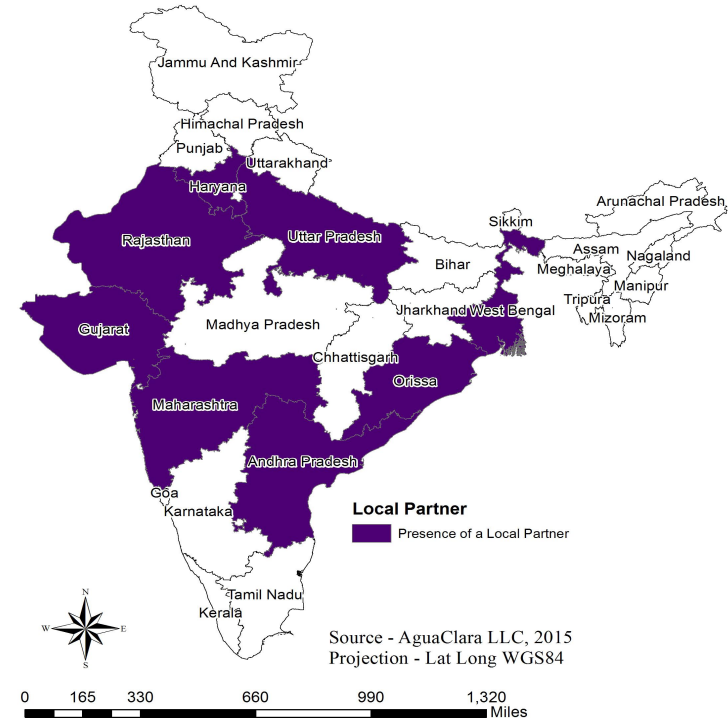 Jammu And Kashmir
Himachal Pradesh
Punjab
Uttarakhand
Haryana
Arunachal Pradesh
Sikkim
Rajasthan
Uttar Pradesh
Assam
Nagaland
Bihar
Meghalaya
Manipur
Tripura
Jharkhand
West Bengal
Mizoram
Gujarat
Madhya Pradesh
Chhattisgarh
Orissa
Maharashtra
Andhra Pradesh
Goa
Karnataka
Local Partner
Presence of a Local Partner
Tamil Nadu
Kerala
N
W
E
S
Source - AguaClara LLC, 2015
Projection - Lat Long WGS84
0 165 330 660 990 1,320
Miles